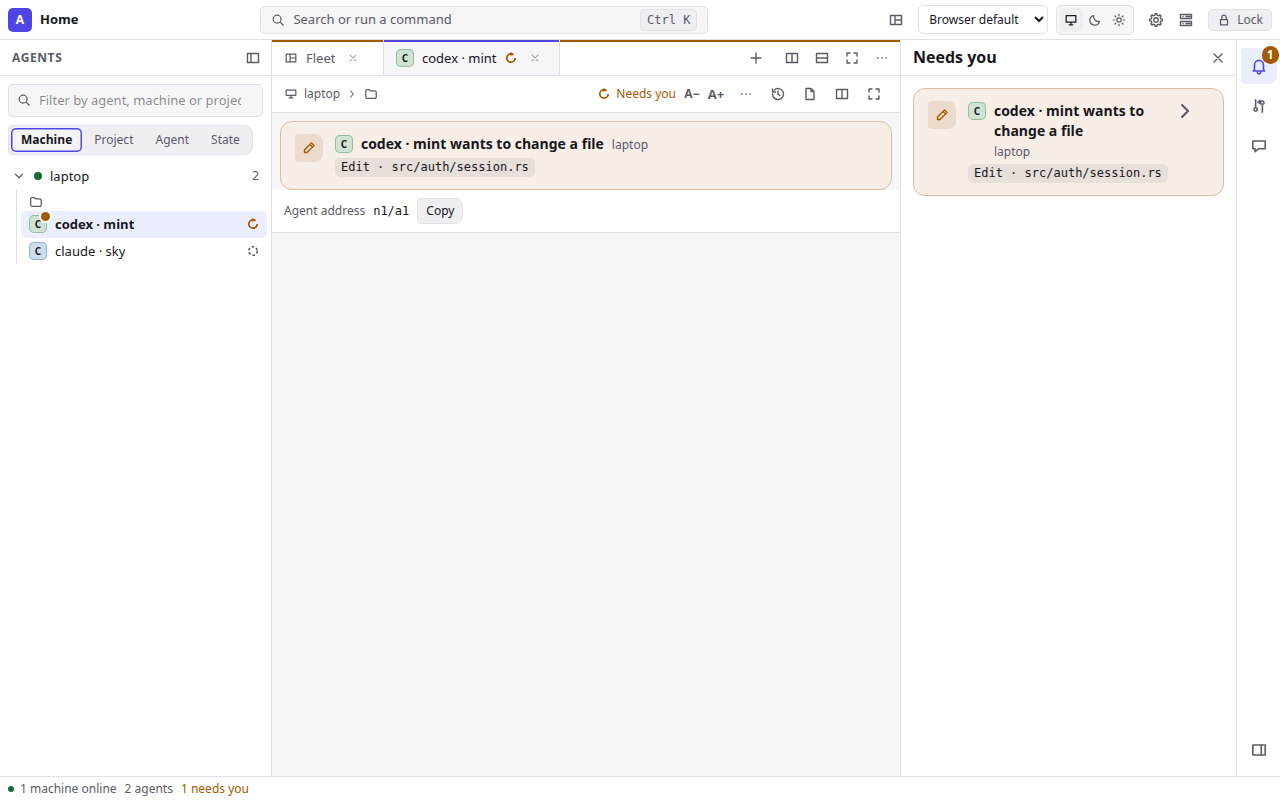 A Home
Search or run a command Ctrl K
Browser default
Lock
AGENTS
Filter by agent, machine or projec
Machine Project Agent State
laptop 2
C codex · mint
C claude · sky
Fleet
C codex · mint
laptop
Needs you A− A+
C codex · mint wants to change a file laptop
Edit · src/auth/session.rs
Agent address n1/a1 Copy
Needs you
C codex · mint wants to
change a file
laptop
Edit · src/auth/session.rs
1
1 machine online 2 agents 1 needs you